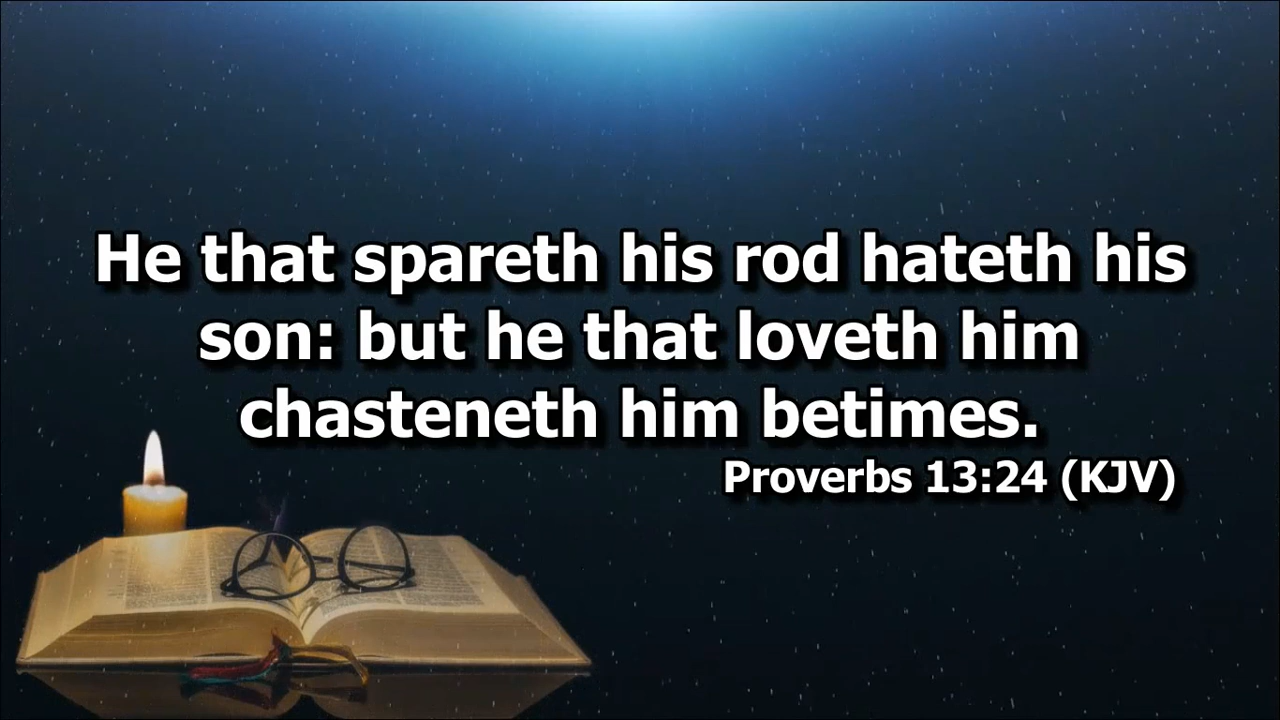 He that spareth his rod hateth his
son: but he that loveth him
chasteneth him betimes.
Proverbs 13:24 (KJV)